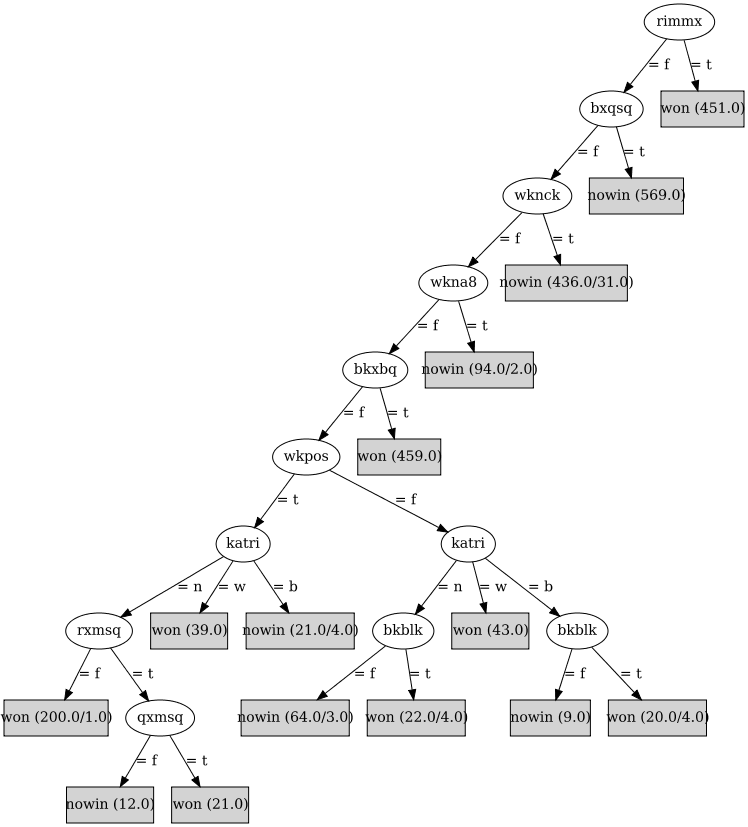 rimmx
= f
= t
bxqsq
won (451.0)
= f
= t
wknck
nowin (569.0)
= f
= t
wkna8
nowin (436.0/31.0)
= f
= t
bkxbq
nowin (94.0/2.0)
= f
= t
wkpos
won (459.0)
= t
= f
katri
katri
= n
= w
= b
= n
= w
= b
rxmsq
won (39.0)
nowin (21.0/4.0)
bkblk
won (43.0)
bkblk
= f
= t
= f
= t
= f
= t
won (200.0/1.0)
qxmsq
nowin (64.0/3.0)
won (22.0/4.0)
nowin (9.0)
won (20.0/4.0)
= f
= t
nowin (12.0)
won (21.0)